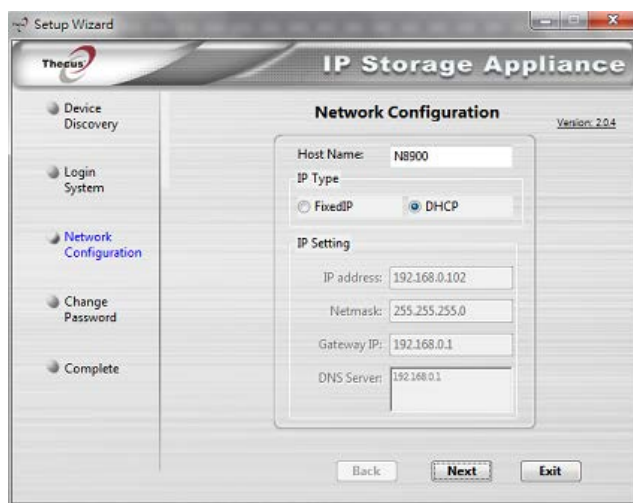 Setup Wizard
Thecus
IP Storage Appliance
Device
Discovery
Login
System
Network
Configuration
Change
Password
Complete
Network Configuration
Version: 2.0.4
Host Name: N8900
IP Type
FixedIP DHCP
IP Setting
IP address: 192.168.0.102
Netmask: 255.255.255.0
Gateway IP: 192.168.0.1
DNS Server: 192.168.0.1
Back Next Exit